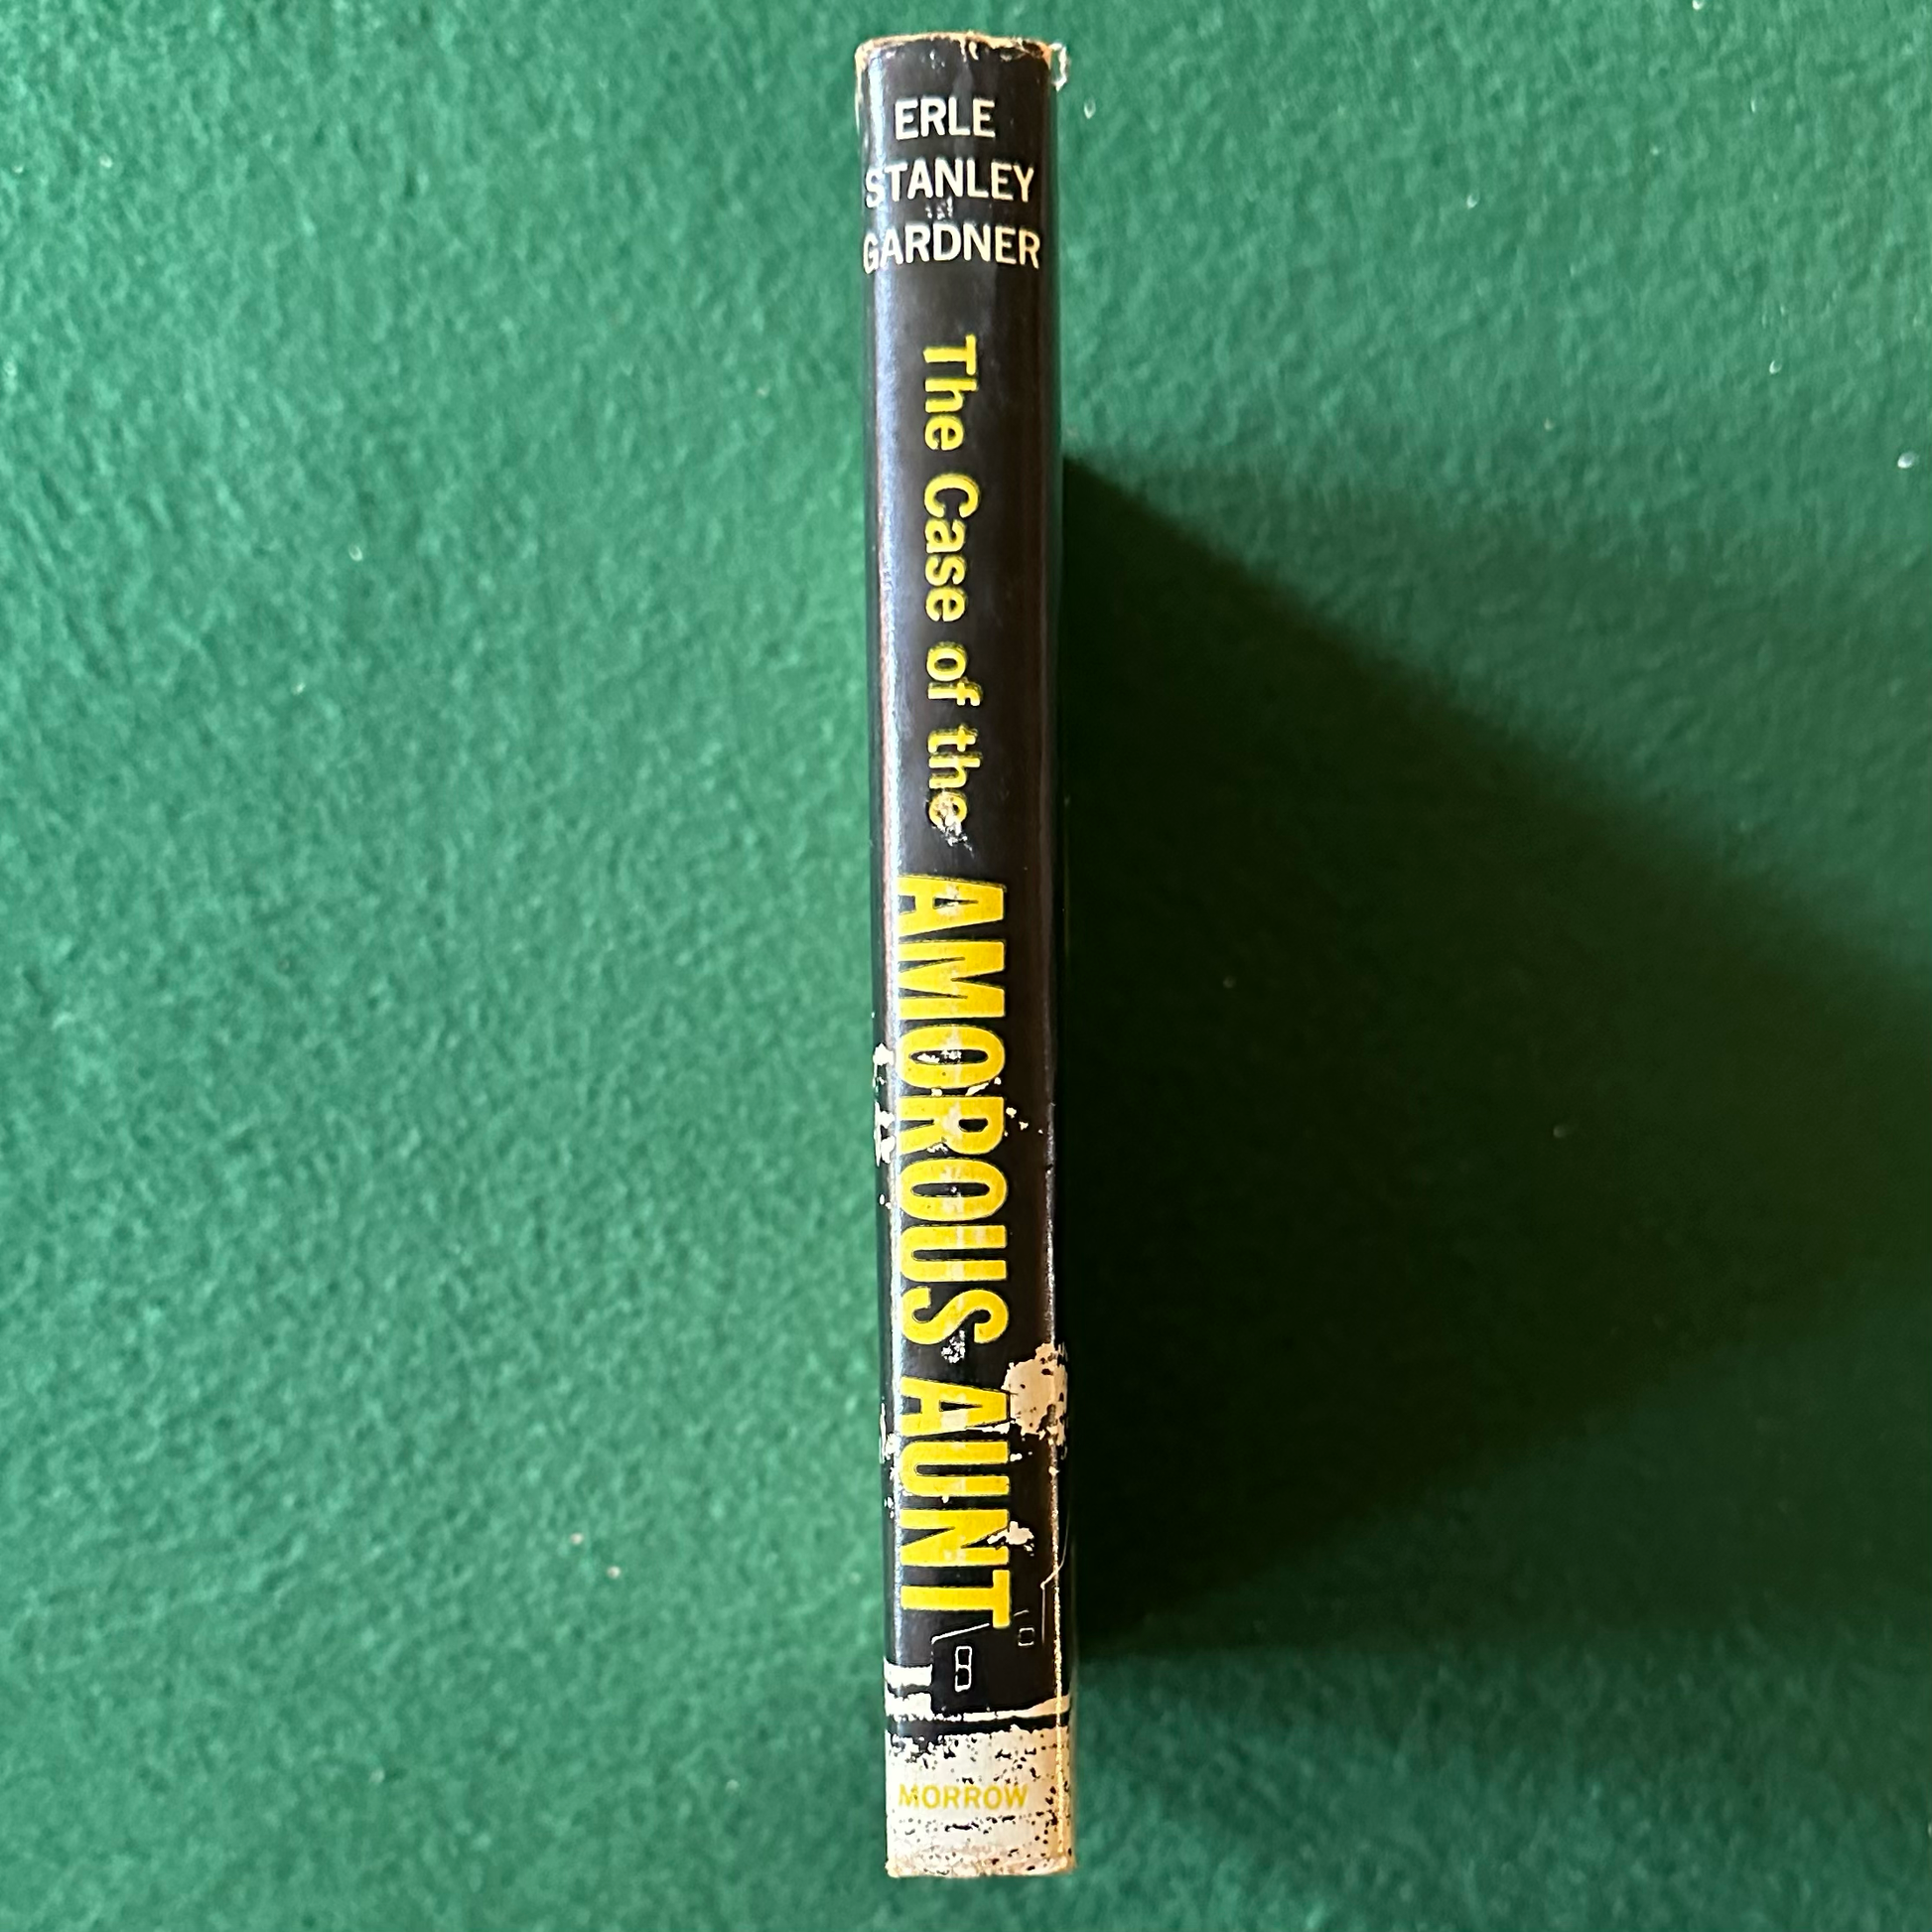 ERLE
STANLEY
GARDNER
The Case of the
AMOROUS AUNT
MORROW